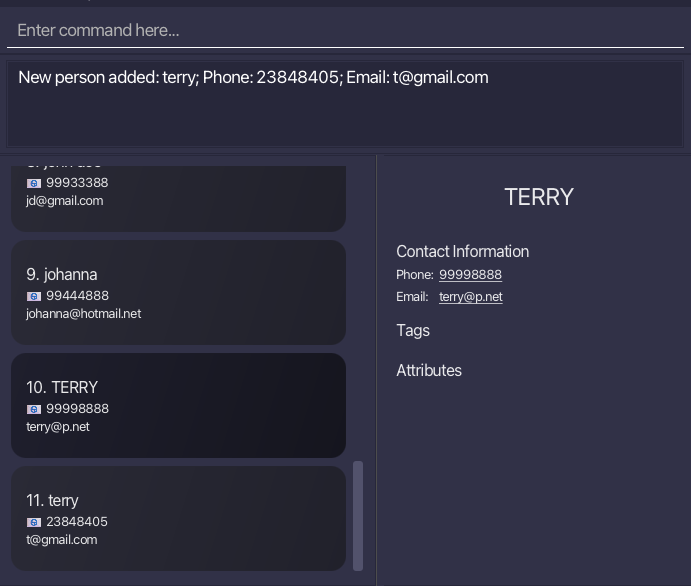 Enter command here...
New person added: terry; Phone: 23848405; Email: t@gmail.com
99933388
jd@gmail.com
9. johanna
99444888
johanna@hotmail.net
10. TERRY
99998888
terry@p.net
11. terry
23848405
t@gmail.com
TERRY
Contact Information
Phone: 99998888
Email: terry@p.net
Tags
Attributes